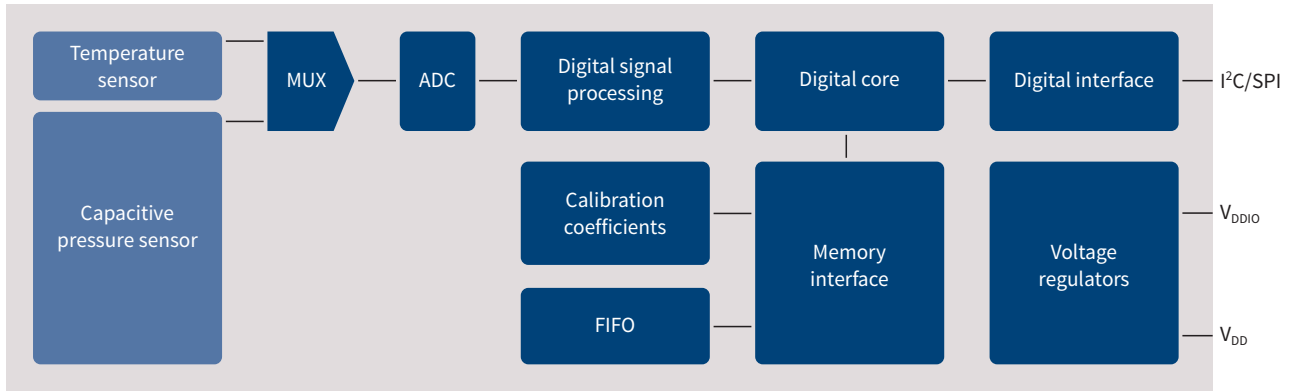 Temperature
sensor
MUX
ADC
Digital signal
processing
Digital core
Digital interface
I²C/SPI
Capacitive
pressure sensor
Calibration
coefficients
FIFO
Memory
interface
Voltage
regulators
VDDIO
VDD